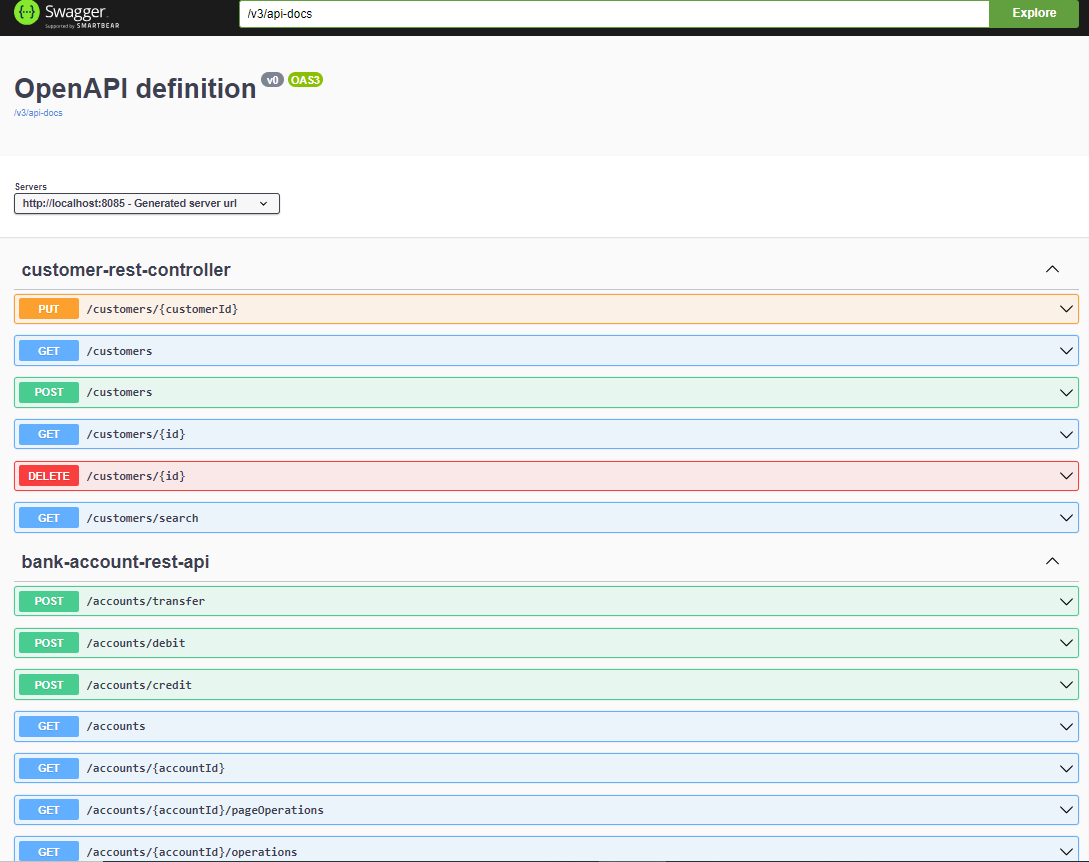 Swagger
Supported by SMARTBEAR
/v3/api-docs
Explore
OpenAPI definition v0 OAS3
/v3/api-docs
Servers
http://localhost:8085 - Generated server url
customer-rest-controller
PUT /customers/{customerId}
GET /customers
POST /customers
GET /customers/{id}
DELETE /customers/{id}
GET /customers/search
bank-account-rest-api
POST /accounts/transfer
POST /accounts/debit
POST /accounts/credit
GET /accounts
GET /accounts/{accountId}
GET /accounts/{accountId}/pageOperations
GET /accounts/{accountId}/operations